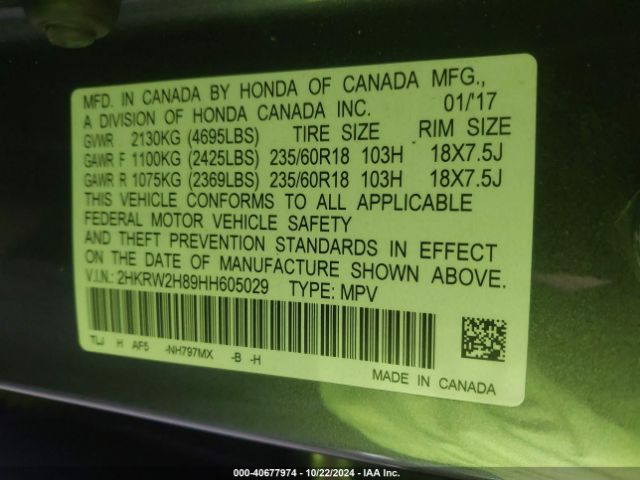 MFD. IN CANADA BY HONDA OF CANADA MFG.,
A DIVISION OF HONDA CANADA INC. 01/'17
GVWR 2130KG (4695LBS) TIRE SIZE RIM SIZE
GAWR F 1100KG (2425LBS) 235/60R18 103H 18X7.5J
GAWR R 1075KG (2369LBS) 235/60R18 103H 18X7.5J
THIS VEHICLE CONFORMS TO ALL APPLICABLE
FEDERAL MOTOR VEHICLE SAFETY
AND THEFT PREVENTION STANDARDS IN EFFECT
ON THE DATE OF MANUFACTURE SHOWN ABOVE.
V.I.N.: 2HKRW2H89HH605029 TYPE: MPV
TLJ H AF5 -NH797MX -B -H
MADE IN CANADA
000-40677974 - 10/22/2024 - IAA Inc.